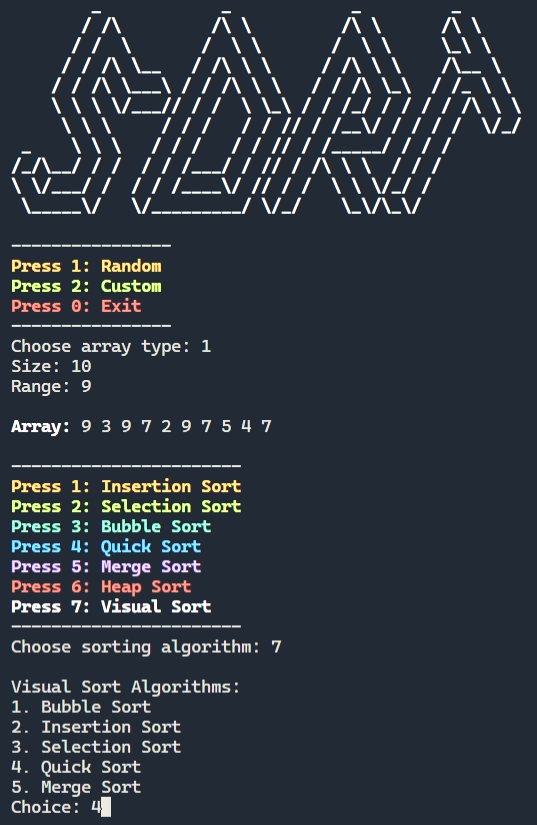 Press 1: Random
Press 2: Custom
Press 0: Exit
Choose array type: 1
Size: 10
Range: 9
Array: 9 3 9 7 2 9 7 5 4 7
Press 1: Insertion Sort
Press 2: Selection Sort
Press 3: Bubble Sort
Press 4: Quick Sort
Press 5: Merge Sort
Press 6: Heap Sort
Press 7: Visual Sort
Choose sorting algorithm: 7
Visual Sort Algorithms:
1. Bubble Sort
2. Insertion Sort
3. Selection Sort
4. Quick Sort
5. Merge Sort
Choice: 4